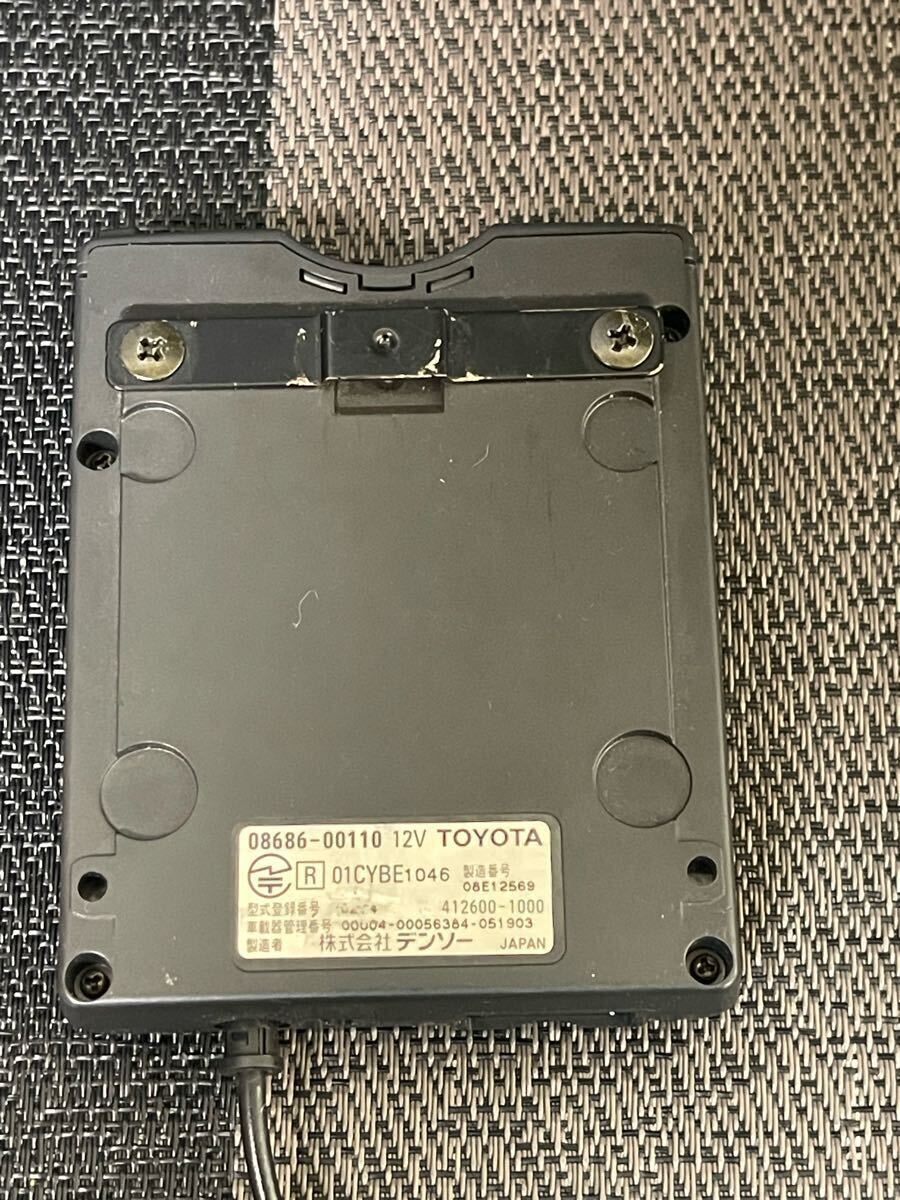 08686-00110 12V TOYOTA
R 01CYBE1046 製造番号
08E12569
型式登録番号 412600-1000
車載器管理番号 00004-00056384-051903
製造者 株式会社 デンソー JAPAN